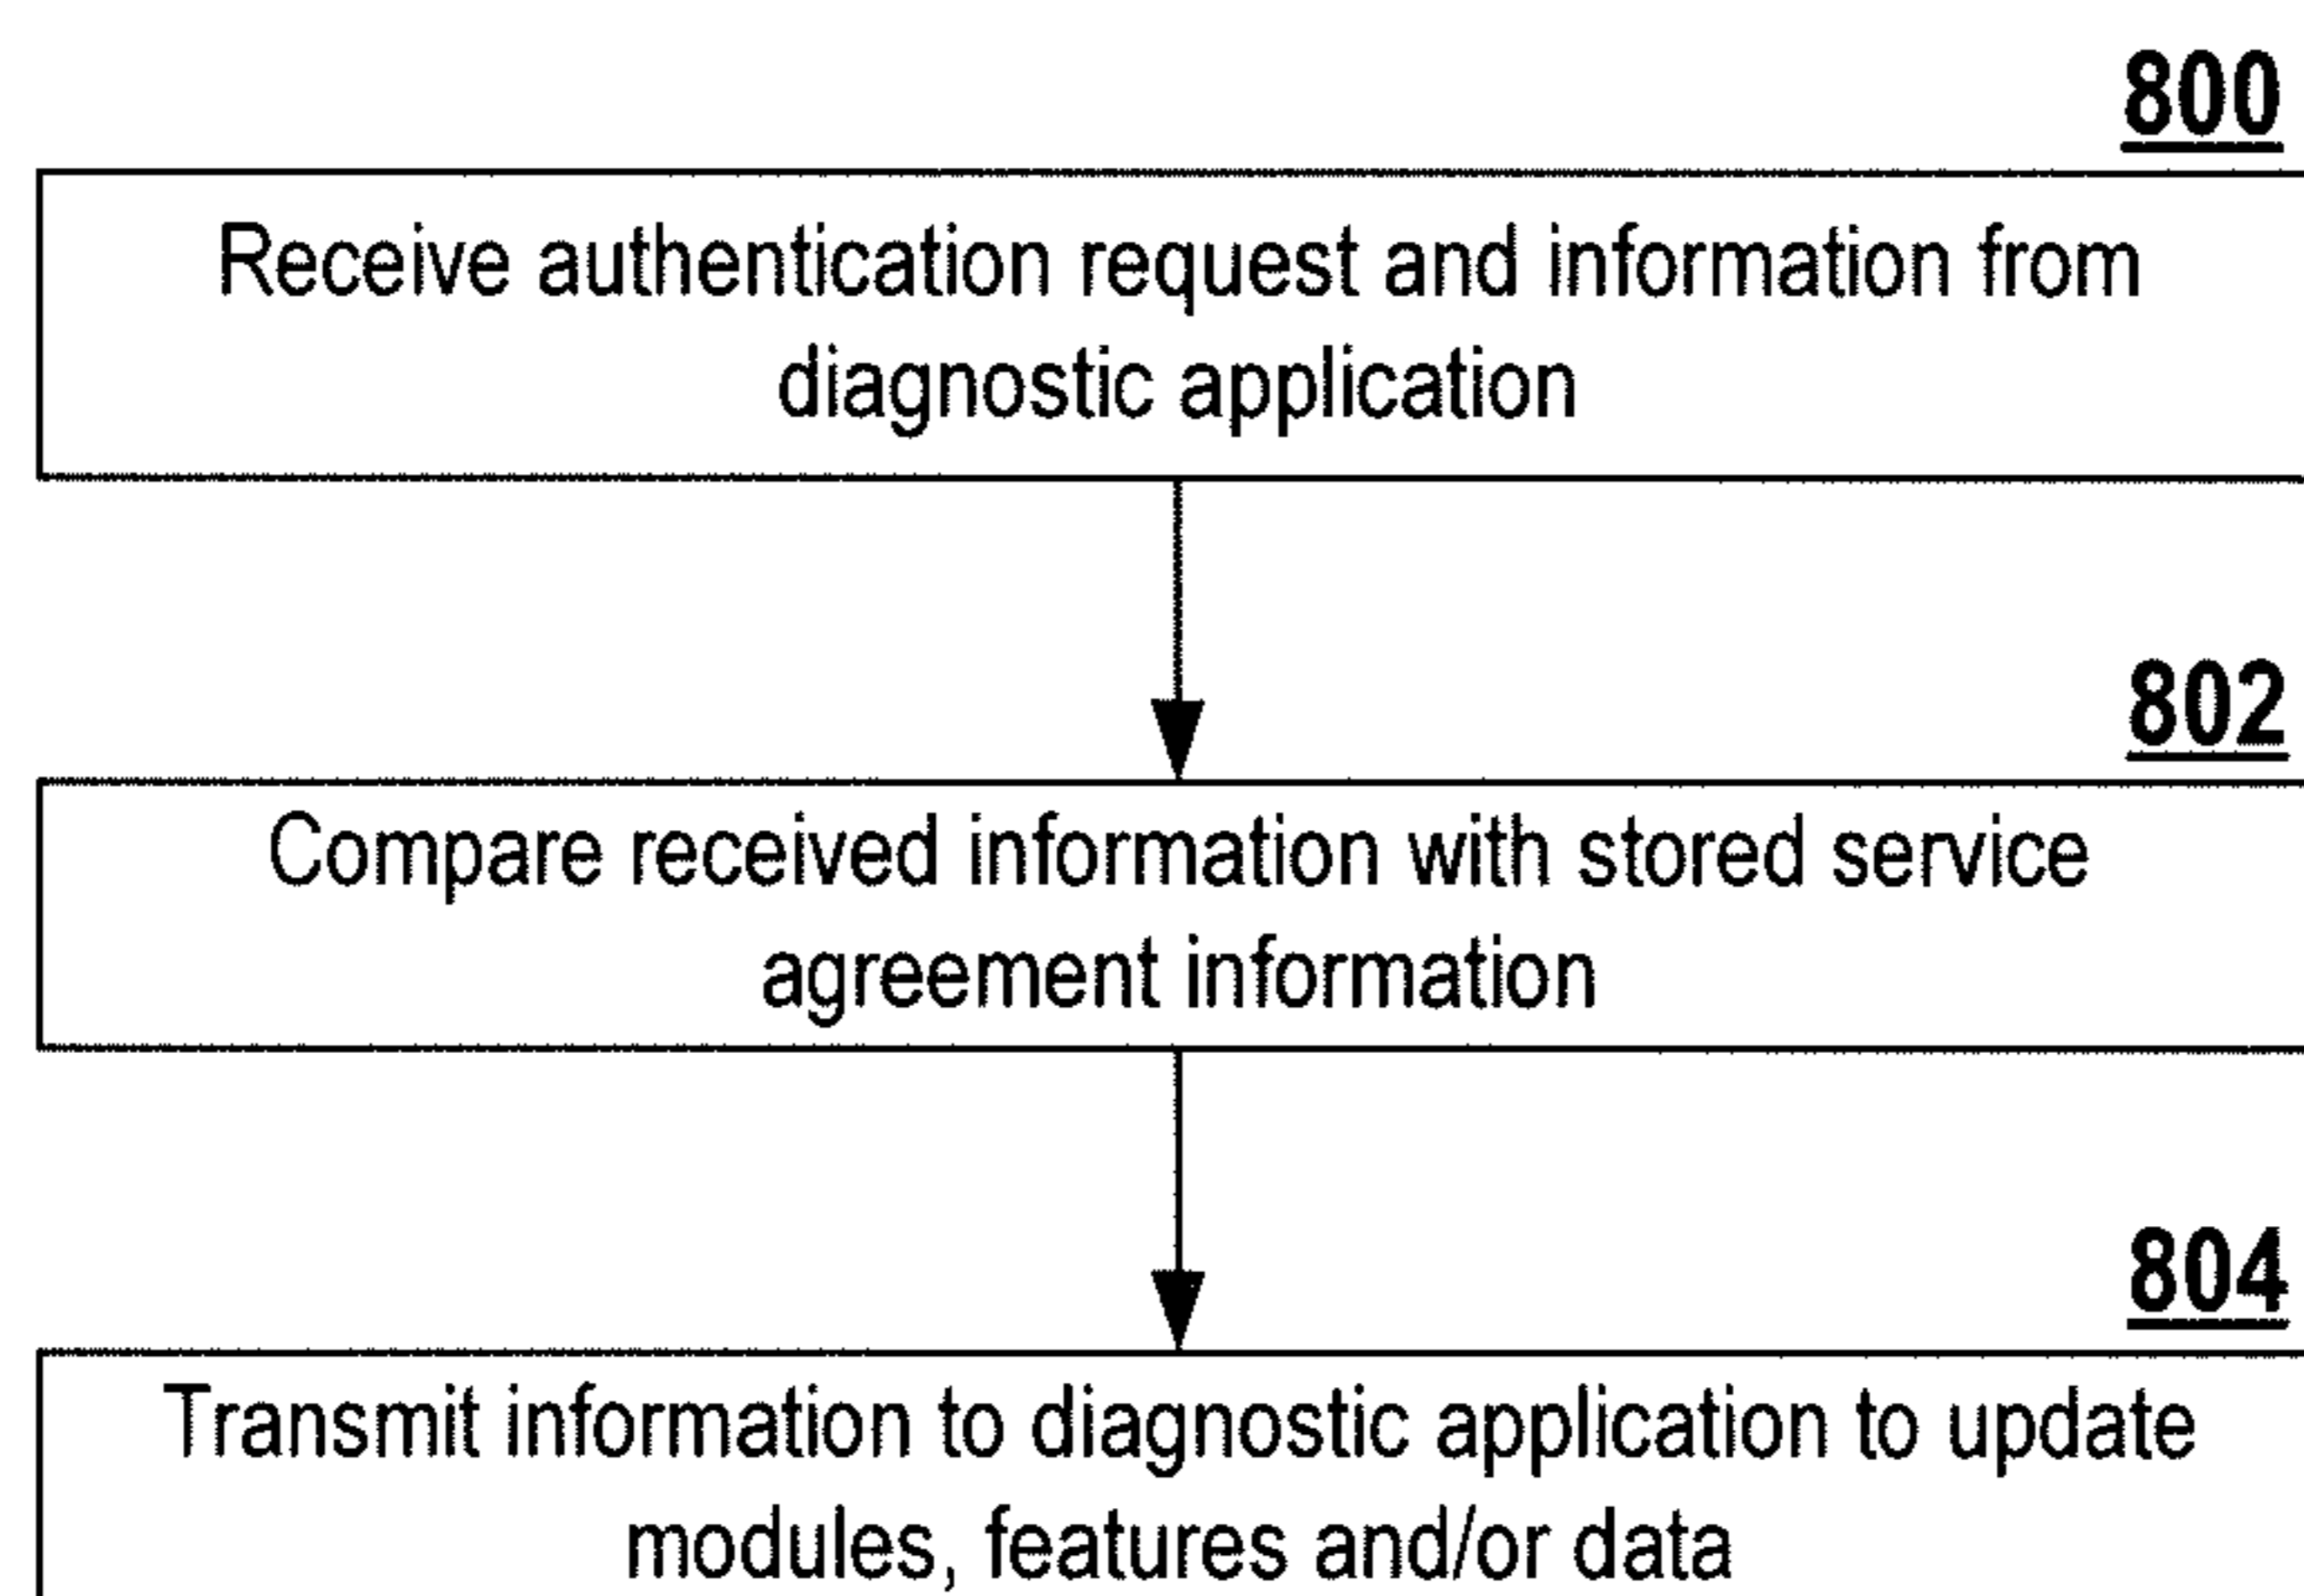 800
Receive authentication request and information from
diagnostic application
802
Compare received information with stored service
agreement information
804
Transmit information to diagnostic application to update
modules, features and/or data